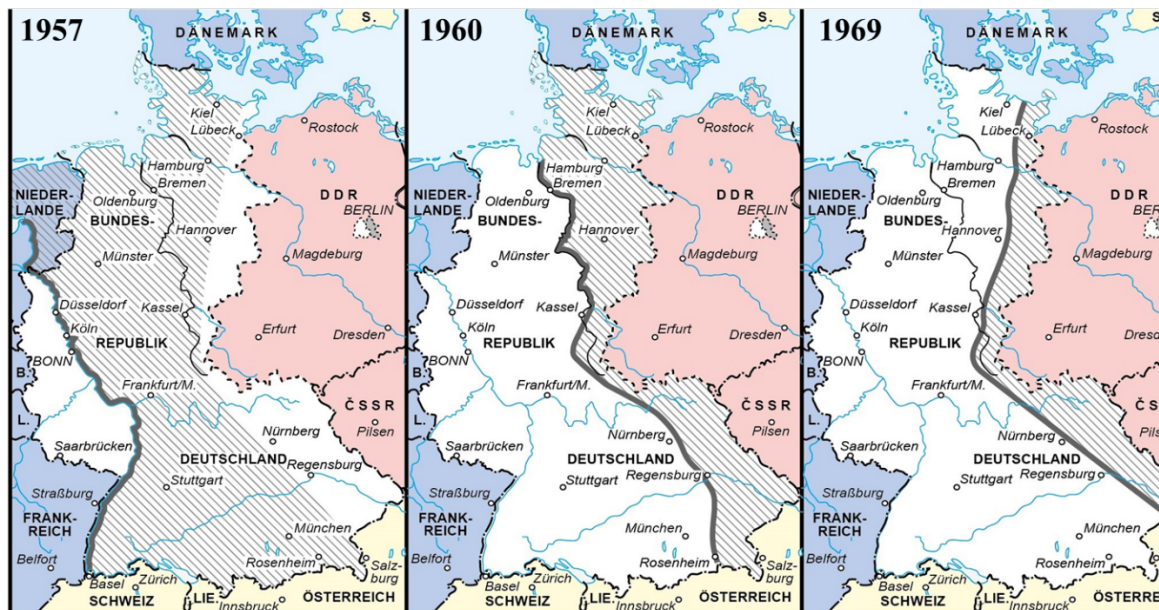 1957
S.
DÄNEMARK
Kiel
Lübeck
Rostock
Hamburg
Bremen
NIEDER-
LANDE
Oldenburg
BUNDES-
DDR
BERLIN
Hannover
Münster
Magdeburg
Düsseldorf
Kassel
Köln
REPUBLIK
Erfurt
Dresden
BONN
B.
Frankfurt/M.
ČSSR
L.
Pilsen
Saarbrücken
Nürnberg
DEUTSCHLAND
Regensburg
Straßburg
Stuttgart
FRANK-
REICH
München
Belfort
Rosenheim
Salz-
burg
Basel
Zürich
SCHWEIZ
LIE.
Innsbruck
ÖSTERREICH
1960
S.
DÄNEMARK
Kiel
Lübeck
Rostock
Hamburg
Bremen
NIEDER-
LANDE
Oldenburg
BUNDES-
DDR
BERLIN
Hannover
Münster
Magdeburg
Düsseldorf
Kassel
Köln
REPUBLIK
Erfurt
Dresden
BONN
B.
Frankfurt/M.
ČSSR
L.
Pilsen
Saarbrücken
Nürnberg
DEUTSCHLAND
Regensburg
Straßburg
Stuttgart
FRANK-
REICH
München
Belfort
Rosenheim
Salz-
burg
Basel
Zürich
SCHWEIZ
LIE.
Innsbruck
ÖSTERREICH
1969
S.
DÄNEMARK
Kiel
Lübeck
Rostock
Hamburg
Bremen
NIEDER-
LANDE
Oldenburg
BUNDES-
DDR
BERLIN
Hannover
Münster
Magdeburg
Düsseldorf
Kassel
Köln
REPUBLIK
Erfurt
Dresden
BONN
B.
Frankfurt/M.
L.
Saarbrücken
Nürnberg
DEUTSCHLAND
Regensburg
Straßburg
Stuttgart
FRANK-
REICH
München
Belfort
Rosenheim
Basel
Zürich
SCHWEIZ
LIE.
Innsbruck